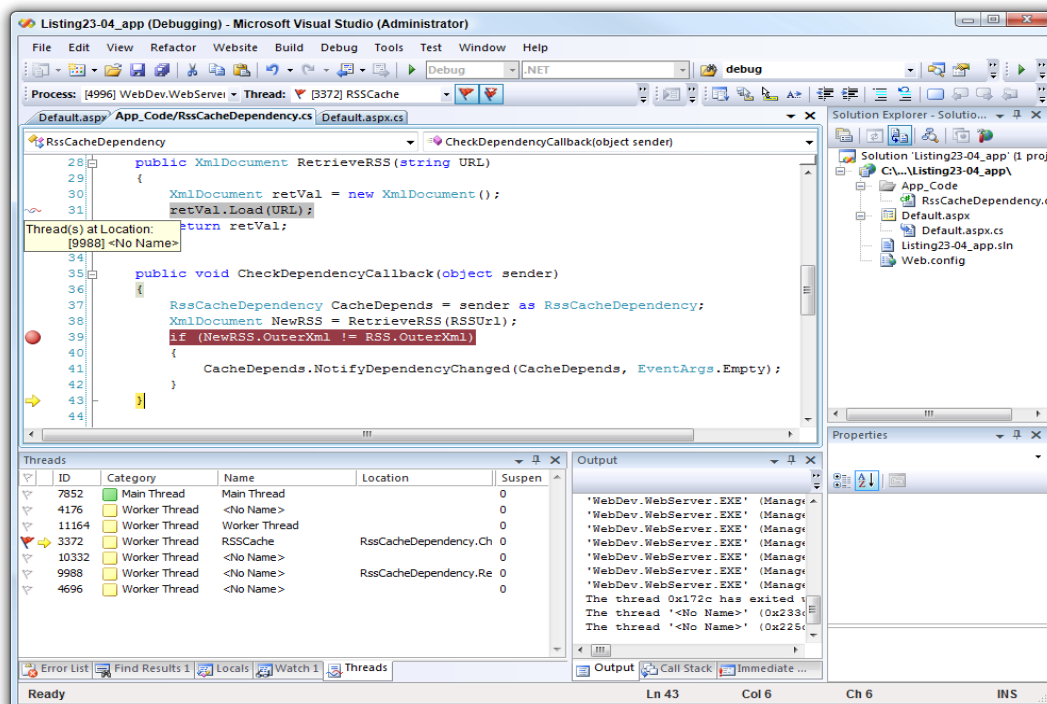 Listing23-04_app (Debugging) - Microsoft Visual Studio (Administrator)
File Edit View Refactor Website Build Debug Tools Test Window Help
Debug .NET debug
Process: [4996] WebDev.WebServer Thread: [3372] RSSCache
Default.aspx App_Code/RssCacheDependency.cs Default.aspx.cs
RssCacheDependency CheckDependencyCallback(object sender)
28 public XmlDocument RetrieveRSS(string URL)
29 {
30 XmlDocument retVal = new XmlDocument();
31 retVal.Load(URL);
eturn retVal;
Thread(s) at Location:
[9988] <No Name>
34
35 public void CheckDependencyCallback(object sender)
36 {
37 RssCacheDependency CacheDepends = sender as RssCacheDependency;
38 XmlDocument NewRSS = RetrieveRSS(RSSUrl);
39 if (NewRSS.OuterXml != RSS.OuterXml)
40 {
41 CacheDepends.NotifyDependencyChanged(CacheDepends, EventArgs.Empty);
42 }
43 }
44
Solution Explorer - Solutio...
Solution 'Listing23-04_app' (1 proj
C:\...\Listing23-04_app\
App_Code
RssCacheDependency.c
Default.aspx
Default.aspx.cs
Listing23-04_app.sln
Web.config
Properties
Threads
ID Category Name Location Suspen
7852 Main Thread Main Thread 0
4176 Worker Thread <No Name> 0
11164 Worker Thread Worker Thread 0
3372 Worker Thread RSSCache RssCacheDependency.Ch 0
10332 Worker Thread <No Name> 0
9988 Worker Thread <No Name> RssCacheDependency.Re 0
4696 Worker Thread <No Name> 0
Output
'WebDev.WebServer.EXE' (Manage
'WebDev.WebServer.EXE' (Manage
'WebDev.WebServer.EXE' (Manage
'WebDev.WebServer.EXE' (Manage
'WebDev.WebServer.EXE' (Manage
'WebDev.WebServer.EXE' (Manage
'WebDev.WebServer.EXE' (Manage
The thread 0x172c has exited
The thread '<No Name>' (0x233c
The thread '<No Name>' (0x225c
Error List Find Results 1 Locals Watch 1 Threads
Output Call Stack Immediate ...
Ready Ln 43 Col 6 Ch 6 INS